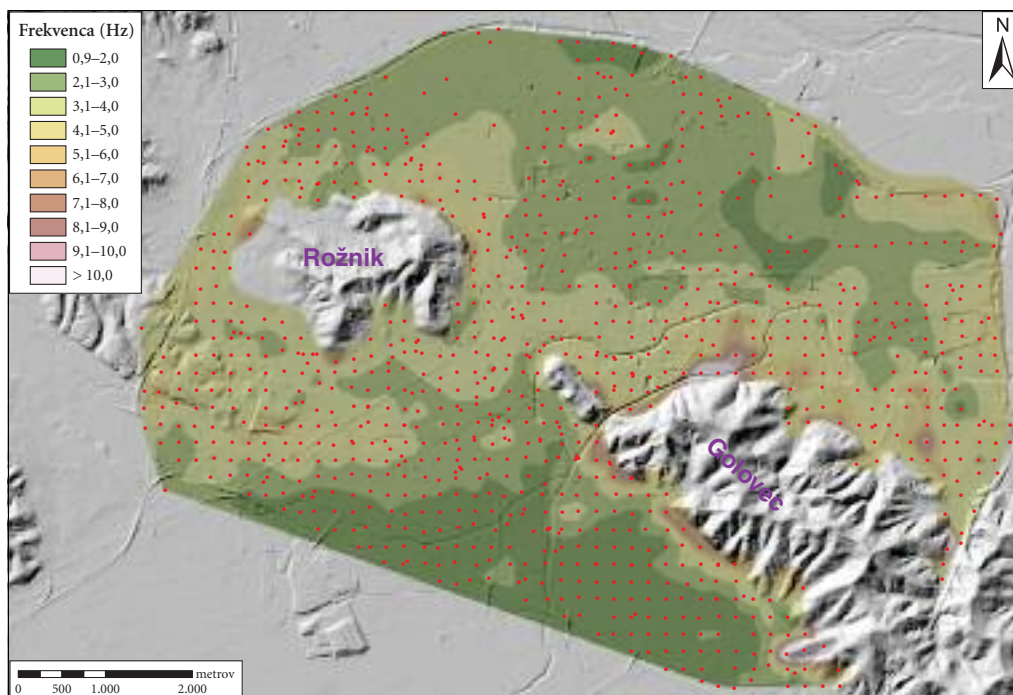 Frekvenca (Hz)
0,9–2,0
2,1–3,0
3,1–4,0
4,1–5,0
5,1–6,0
6,1–7,0
7,1–8,0
8,1–9,0
9,1–10,0
> 10,0
N
Rožnik
Golovec
metrov
0 500 1.000 2.000